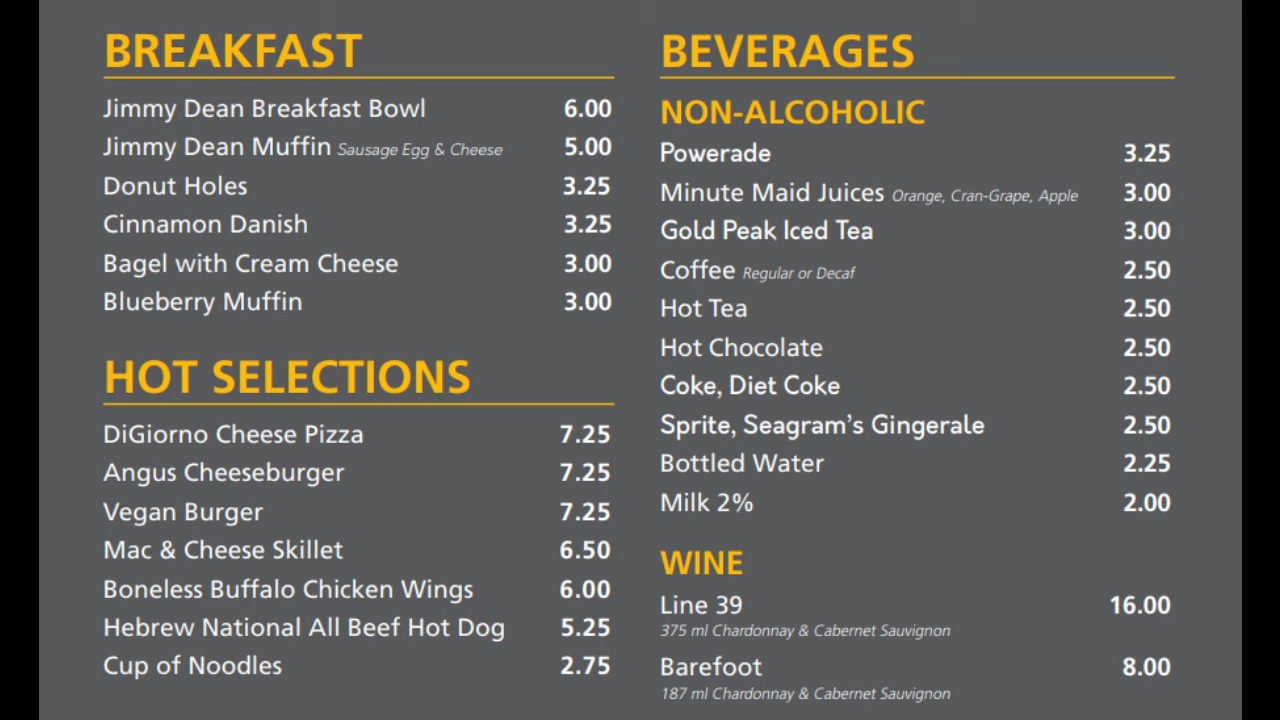 BREAKFAST
Jimmy Dean Breakfast Bowl 6.00
Jimmy Dean Muffin Sausage Egg & Cheese 5.00
Donut Holes 3.25
Cinnamon Danish 3.25
Bagel with Cream Cheese 3.00
Blueberry Muffin 3.00
HOT SELECTIONS
DiGiorno Cheese Pizza 7.25
Angus Cheeseburger 7.25
Vegan Burger 7.25
Mac & Cheese Skillet 6.50
Boneless Buffalo Chicken Wings 6.00
Hebrew National All Beef Hot Dog 5.25
Cup of Noodles 2.75
BEVERAGES
NON-ALCOHOLIC
Powerade 3.25
Minute Maid Juices Orange, Cran-Grape, Apple 3.00
Gold Peak Iced Tea 3.00
Coffee Regular or Decaf 2.50
Hot Tea 2.50
Hot Chocolate 2.50
Coke, Diet Coke 2.50
Sprite, Seagram's Gingerale 2.50
Bottled Water 2.25
Milk 2% 2.00
WINE
Line 39 16.00
375 ml Chardonnay & Cabernet Sauvignon
Barefoot 8.00
187 ml Chardonnay & Cabernet Sauvignon